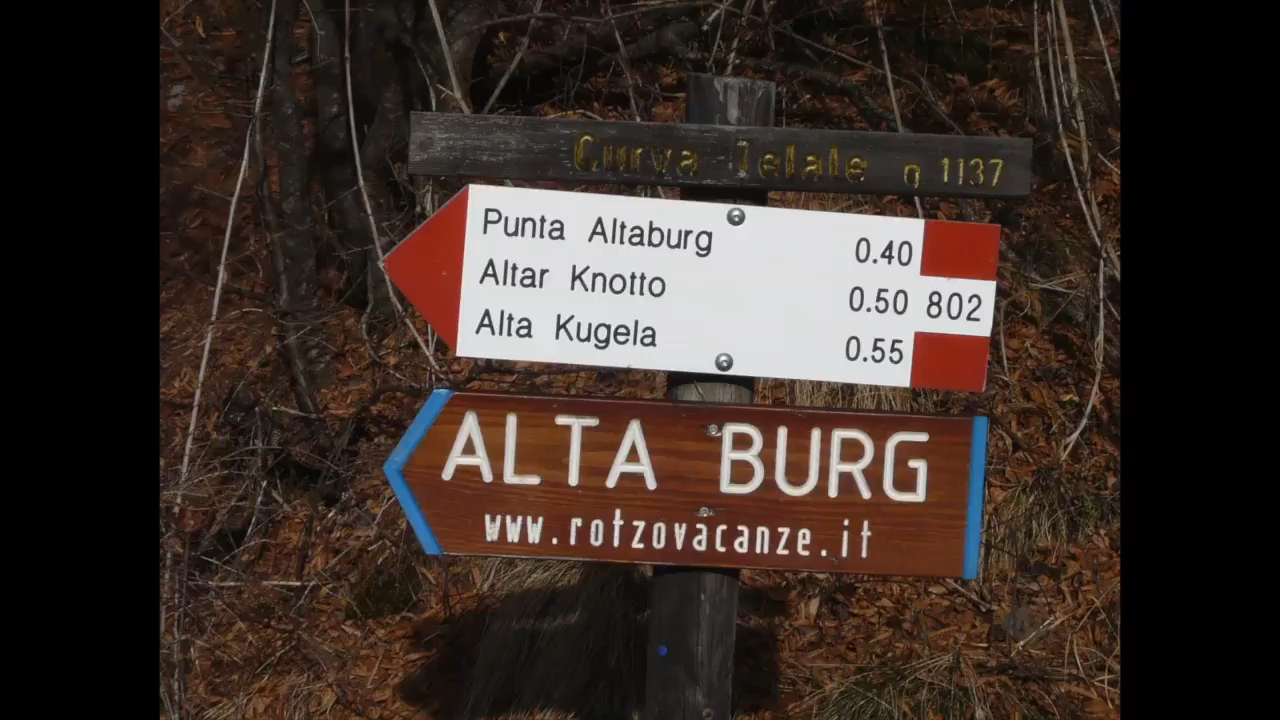 Curva Telale q 1137
Punta Altaburg 0.40
Altar Knotto 0.50 802
Alta Kugela 0.55
ALTA BURG
www.rotzovacanze.it